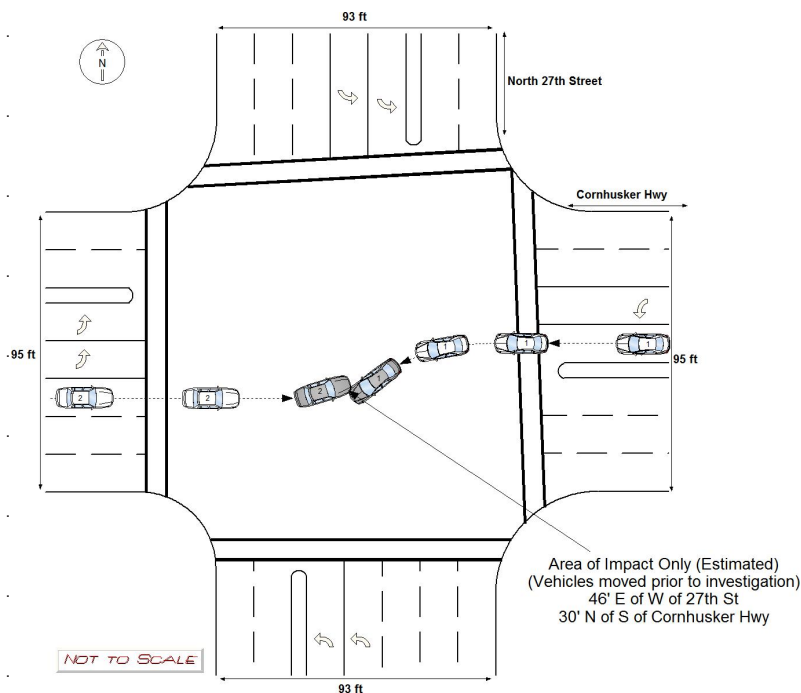 93 ft
N
North 27th Street
Cornhusker Hwy
95 ft
1
1
1
95 ft
1
2
2
2
Area of Impact Only (Estimated)
(Vehicles moved prior to investigation)
46' E of W of 27th St
30' N of S of Cornhusker Hwy
NOT TO SCALE
93 ft